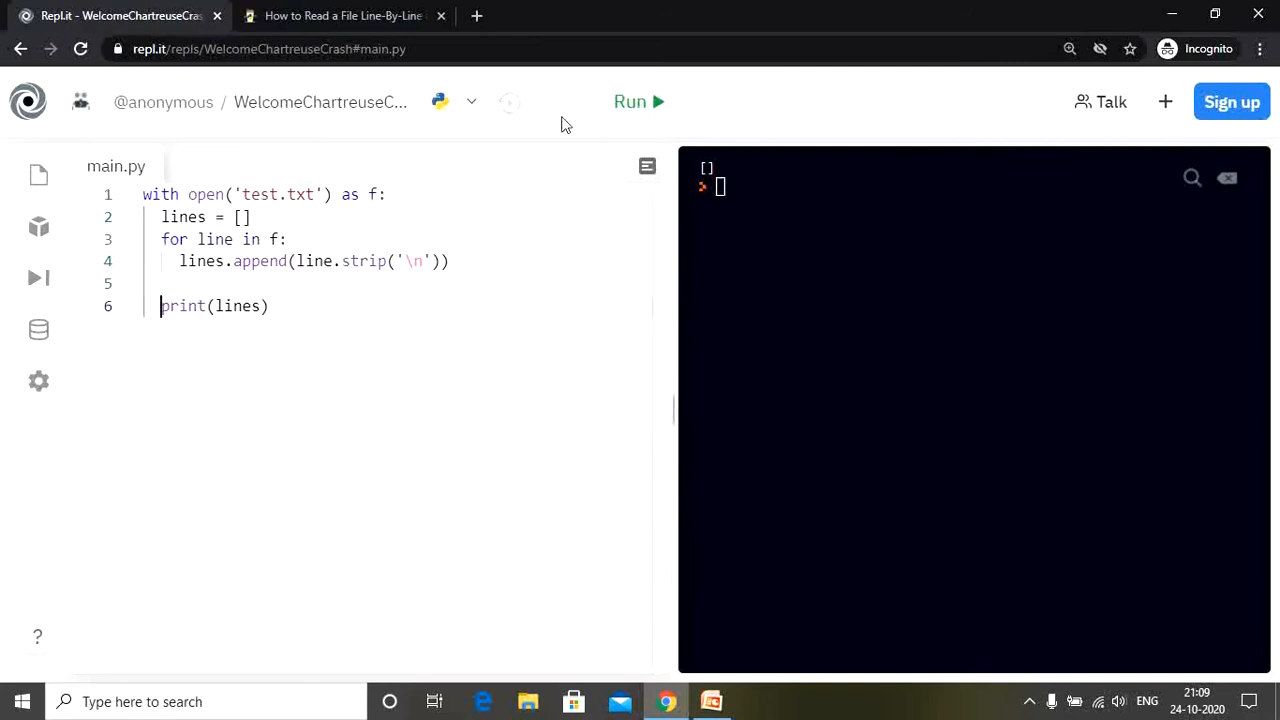 Repl.it - WelcomeChartreuseCras
How to Read a File Line-By-Line
repl.it/repls/WelcomeChartreuseCrash#main.py
Incognito
@anonymous / WelcomeChartreuseC...
Run
Talk
Sign up
main.py
1 with open('test.txt') as f:
2 lines = []
3 for line in f:
4 lines.append(line.strip('\n'))
5
6 print(lines)
[]
?
Type here to search
ENG
21:09
24-10-2020